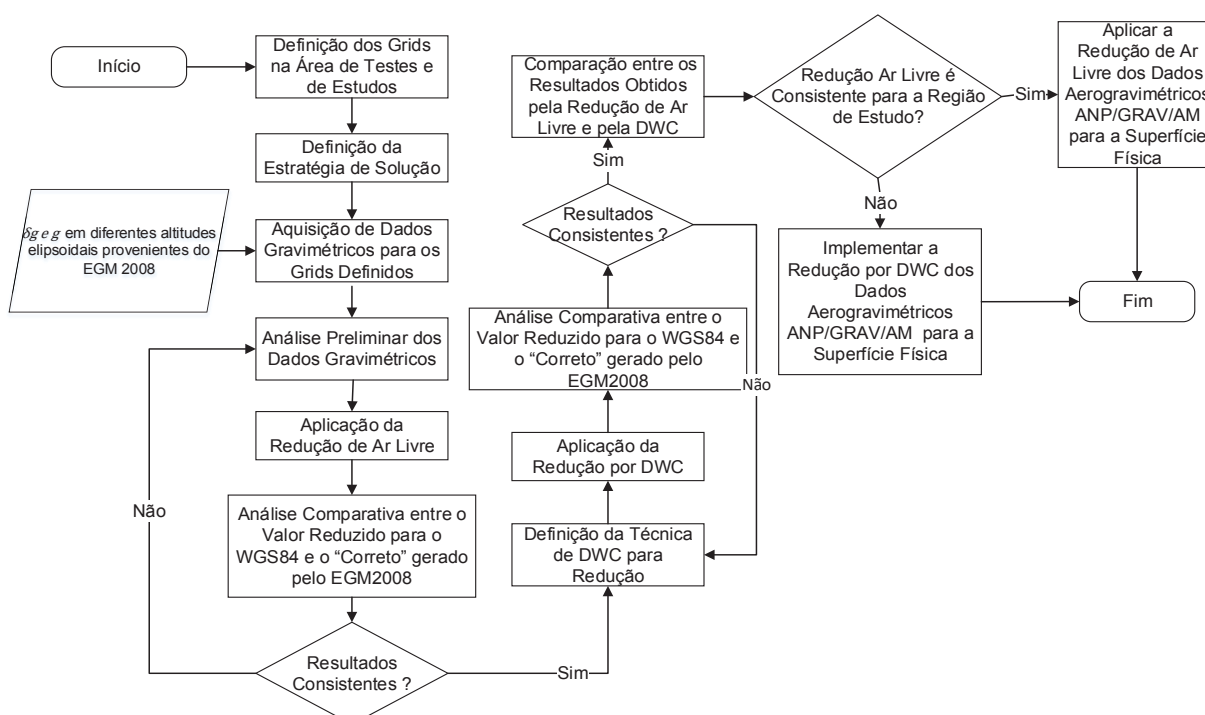 Início
Definição dos Grids
na Área de Testes e
de Estudos
Definição da
Estratégia de Solução
δg e g em diferentes altitudes
elipsoidais provenientes do
EGM 2008
Aquisição de Dados
Gravimétricos para os
Grids Definidos
Análise Preliminar dos
Dados Gravimétricos
Aplicação da
Redução de Ar Livre
Não
Análise Comparativa entre o
Valor Reduzido para o
WGS84 e o “Correto” gerado
pelo EGM2008
Resultados
Consistentes ?
Sim
Definição da Técnica
de DWC para
Redução
Aplicação da
Redução por DWC
Análise Comparativa entre o
Valor Reduzido para o WGS84 e
o “Correto” gerado pelo
EGM2008
Resultados
Consistentes ?
Não
Sim
Comparação entre os
Resultados Obtidos
pela Redução de Ar
Livre e pela DWC
Redução Ar Livre é
Consistente para a Região
de Estudo?
Sim
Aplicar a
Redução de Ar
Livre dos Dados
Aerogravimétricos
ANP/GRAV/AM
para a Superfície
Física
Não
Implementar a
Redução por DWC dos
Dados
Aerogravimétricos
ANP/GRAV/AM para a
Superfície Física
Fim